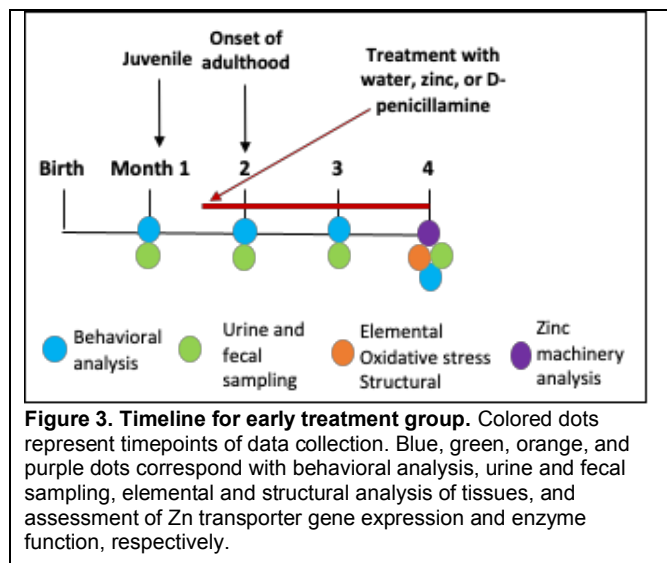 Onset of
adulthood
Juvenile
Treatment with
water, zinc, or D-
penicillamine
Birth Month 1 2 3 4
Behavioral
analysis
Urine and
fecal
sampling
Elemental
Oxidative stress
Structural
Zinc
machinery
analysis
Figure 3. Timeline for early treatment group. Colored dots
represent timepoints of data collection. Blue, green, orange, and
purple dots correspond with behavioral analysis, urine and fecal
sampling, elemental and structural analysis of tissues, and
assessment of Zn transporter gene expression and enzyme
function, respectively.